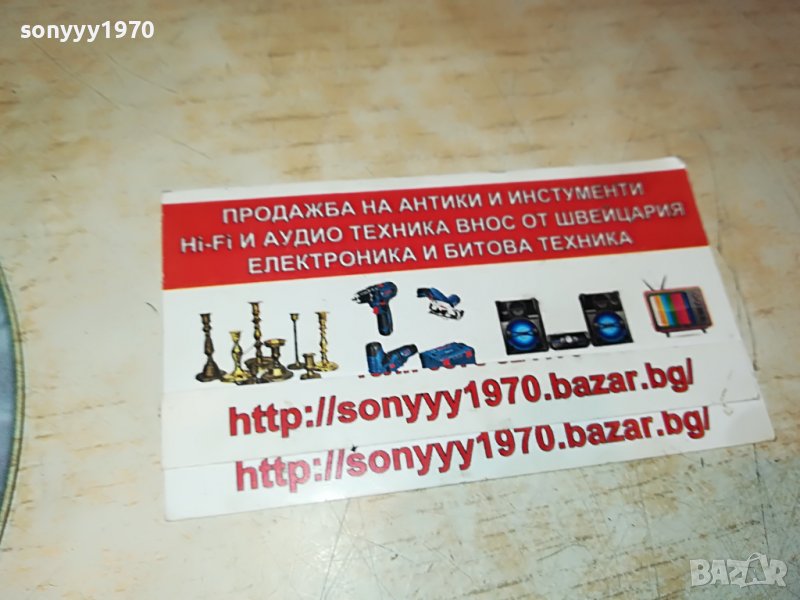 sonyyy1970
ПРОДАЖБА НА АНТИКИ И ИНСТУМЕНТИ
Hi-Fi И АУДИО ТЕХНИКА ВНОС ОТ ШВЕЙЦАРИЯ
ЕЛЕКТРОНИКА И БИТОВА ТЕХНИКА
http://sonyyy1970.bazar.bg/
http://sonyyy1970.bazar.bg/
BAZAR